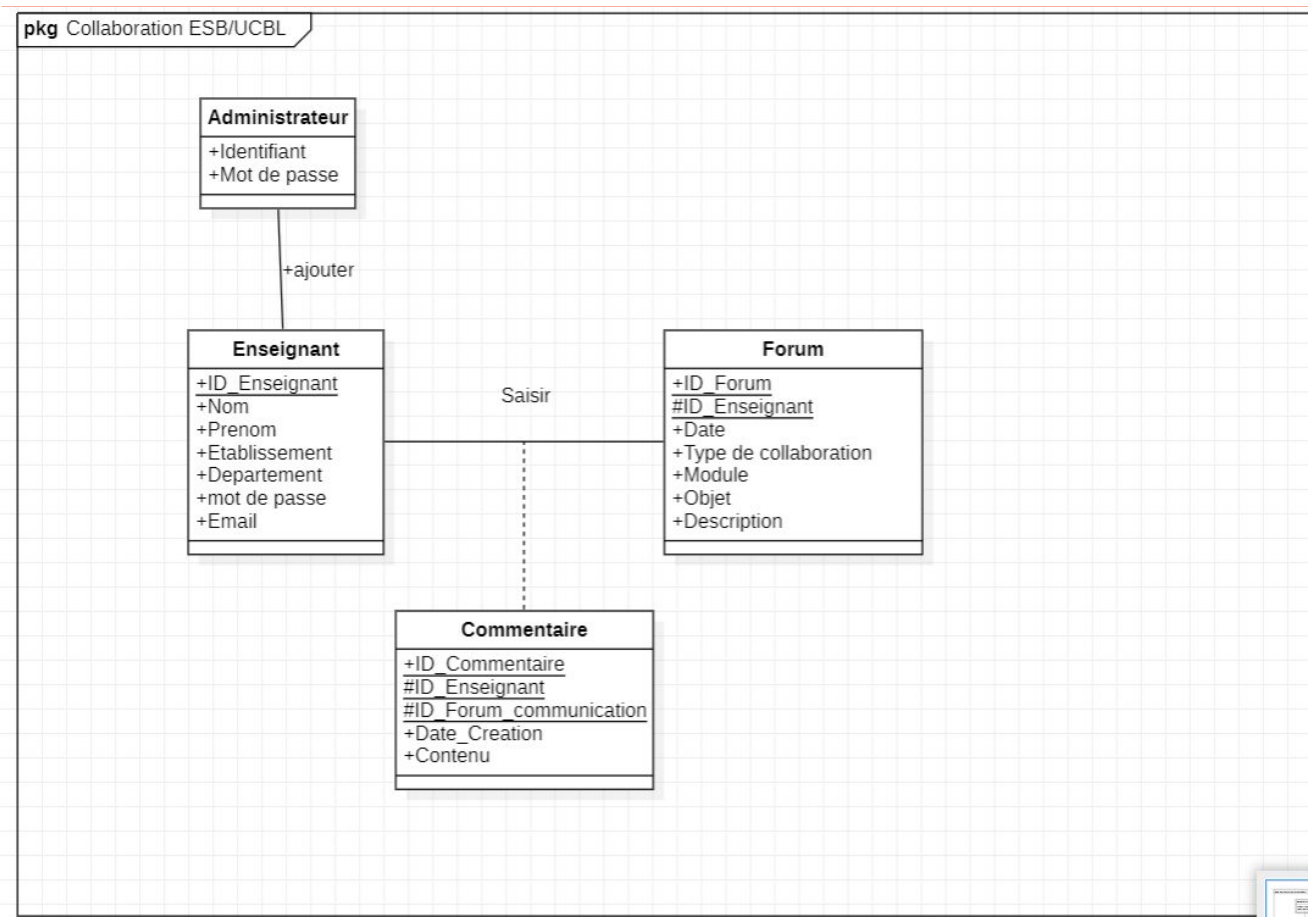 pkg Collaboration ESB/UCBL
Administrateur
+Identifiant
+Mot de passe
+ajouter
Enseignant
+ID_Enseignant
+Nom
+Prenom
+Etablissement
+Departement
+mot de passe
+Email
Saisir
Forum
+ID_Forum
#ID_Enseignant
+Date
+Type de collaboration
+Module
+Objet
+Description
Commentaire
+ID_Commentaire
#ID_Enseignant
#ID_Forum_communication
+Date_Creation
+Contenu